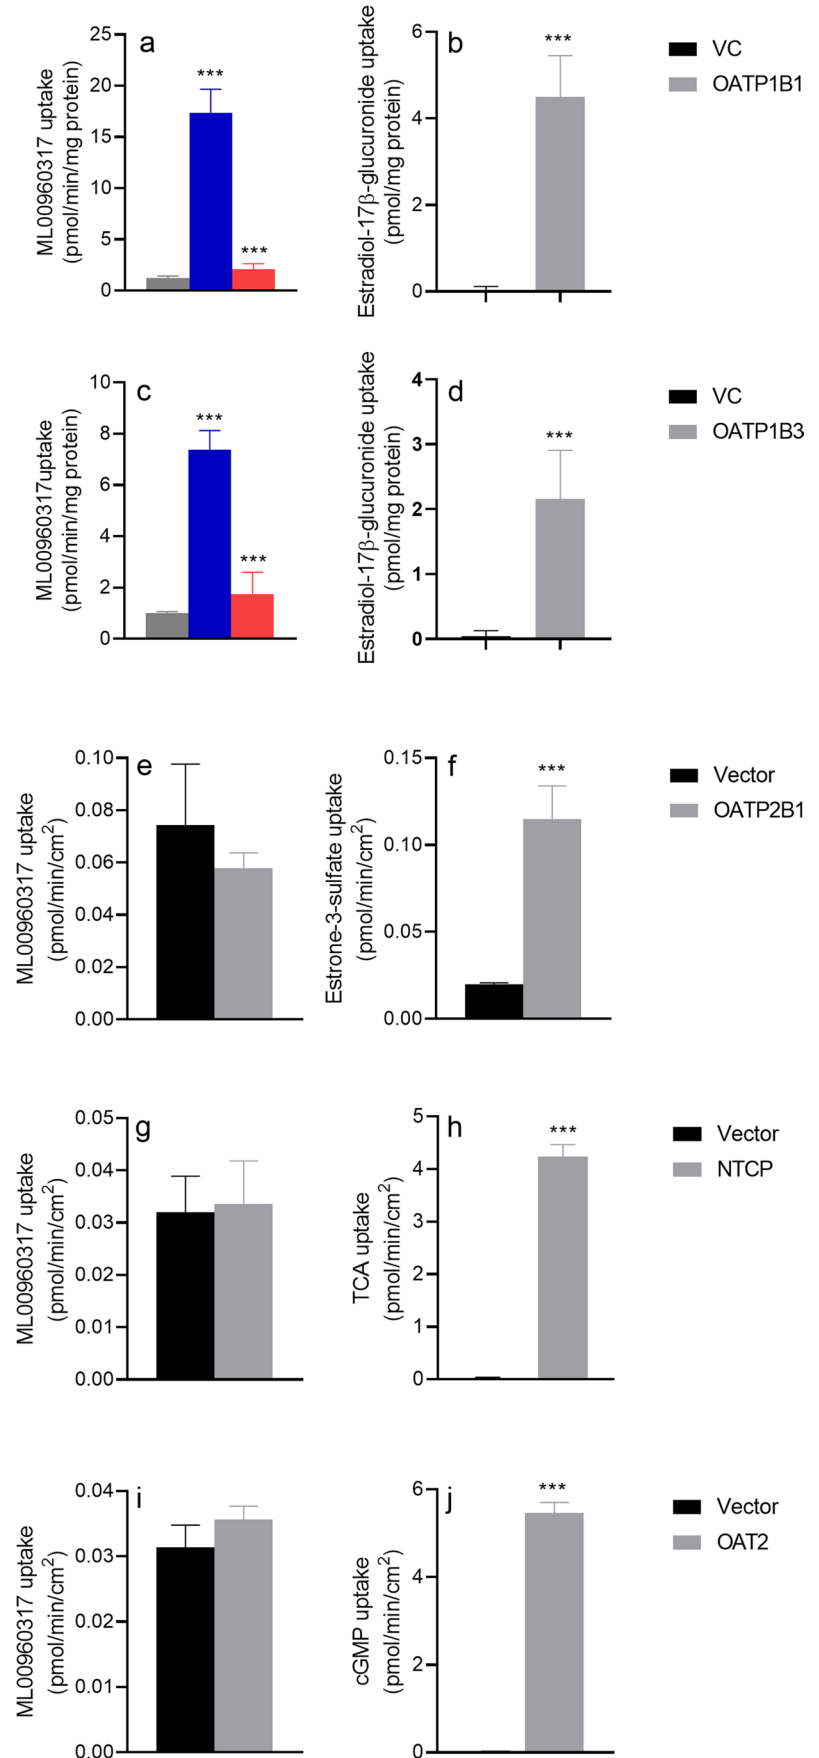 a
ML00960317 uptake
(pmol/min/mg protein)
25
20
15
10
5
0
***
***
b
Estradiol-17β-glucuronide uptake
(pmol/mg protein)
6
4
2
0
***
VC
OATP1B1
c
ML00960317uptake
(pmol/min/mg protein)
10
8
6
4
2
0
***
***
d
Estradiol-17β-glucuronide uptake
(pmol/mg protein)
4
3
2
1
0
***
VC
OATP1B3
e
ML00960317 uptake
(pmol/min/cm²)
0.10
0.08
0.06
0.04
0.02
0.00
f
Estrone-3-sulfate uptake
(pmol/min/cm²)
0.15
0.10
0.05
0.00
***
Vector
OATP2B1
g
ML00960317 uptake
(pmol/min/cm²)
0.05
0.04
0.03
0.02
0.01
0.00
h
TCA uptake
(pmol/min/cm²)
5
4
3
2
1
0
***
Vector
NTCP
i
ML00960317 uptake
(pmol/min/cm²)
0.04
0.03
0.02
0.01
0.00
j
cGMP uptake
(pmol/min/cm²)
6
4
2
0
***
Vector
OAT2